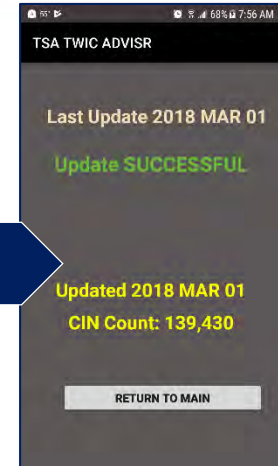 55° 68% 7:56 AM
TSA TWIC ADVISR
Last Update 2018 MAR 01
Update SUCCESSFUL
Updated 2018 MAR 01
CIN Count: 139,430
RETURN TO MAIN